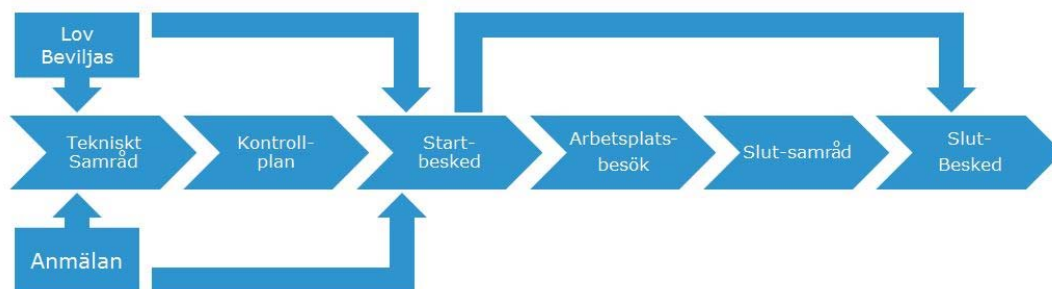 Lov
Beviljas
Tekniskt
Samråd
Kontroll-
plan
Start-
besked
Arbetsplats-
besök
Slut-samråd
Slut-
Besked
Anmälan